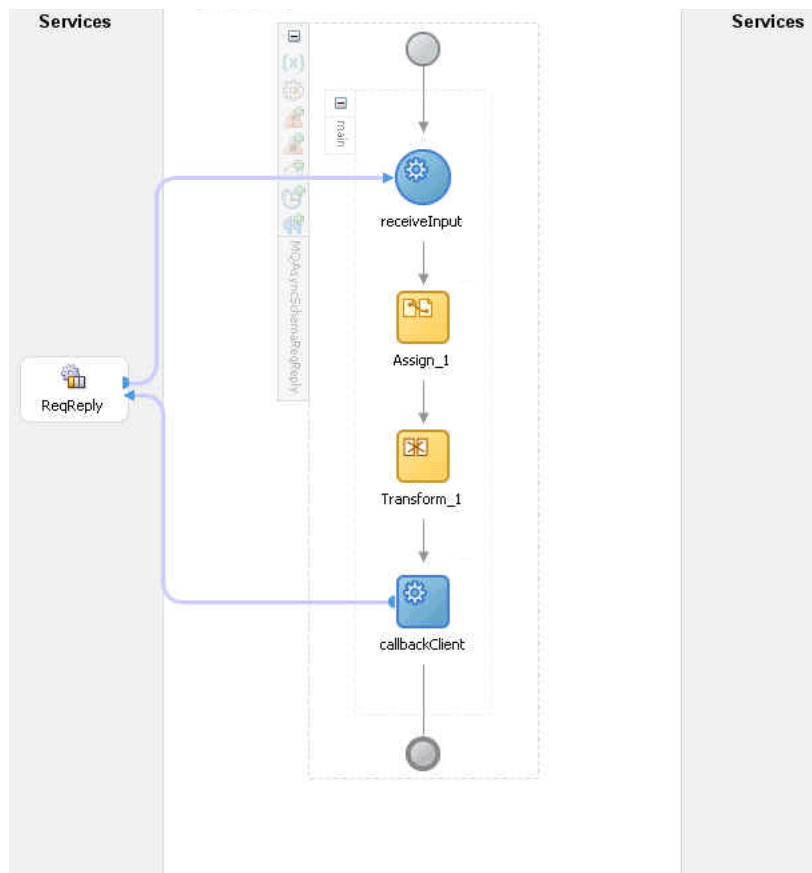 Services
Services
main
receiveInput
MQAsyncSchemaReqReply
Assign_1
ReqReply
Transform_1
callbackClient